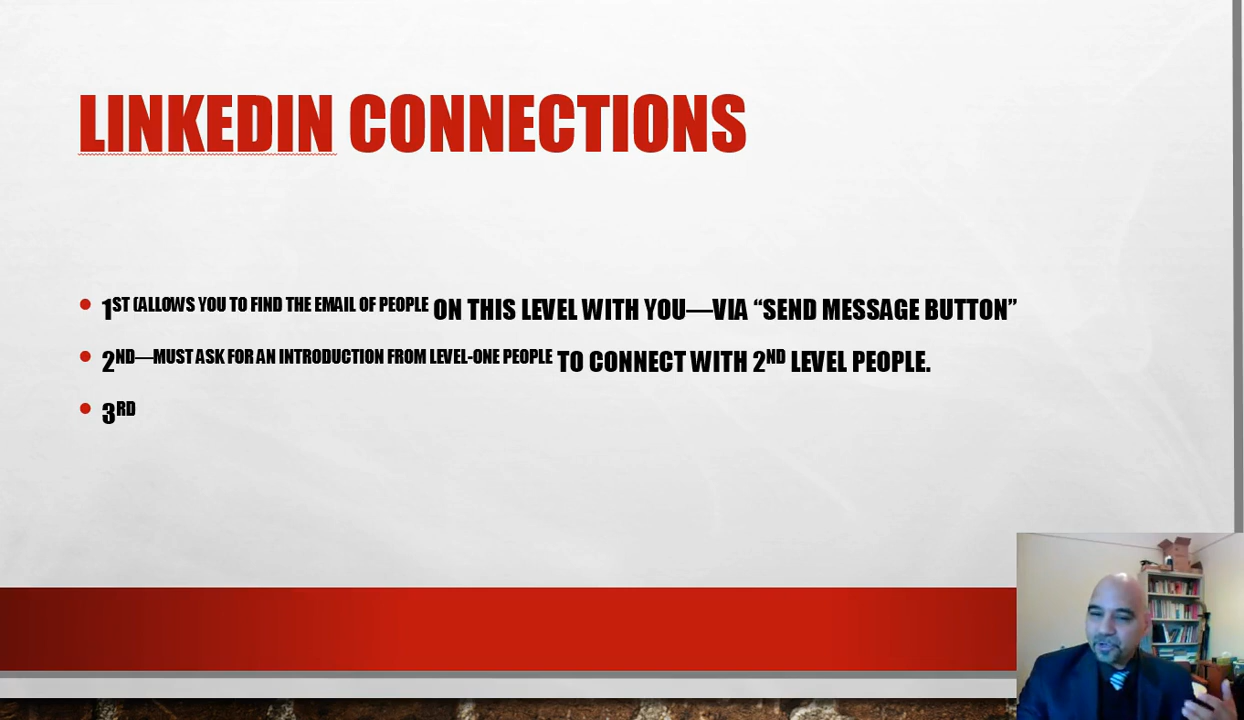 LINKEDIN CONNECTIONS
1ST (ALLOWS YOU TO FIND THE EMAIL OF PEOPLE ON THIS LEVEL WITH YOU—VIA “SEND MESSAGE BUTTON”
2ND—MUST ASK FOR AN INTRODUCTION FROM LEVEL-ONE PEOPLE TO CONNECT WITH 2ND LEVEL PEOPLE.
3RD